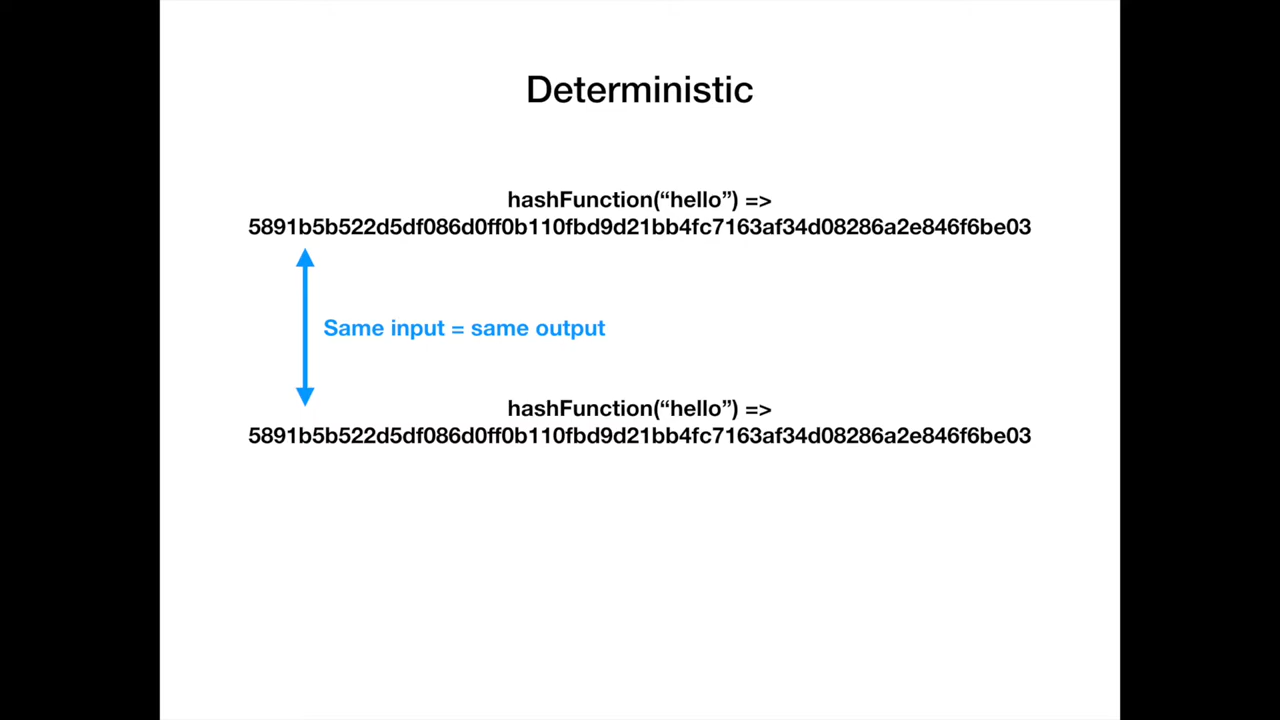 Deterministic
hashFunction(“hello”) =>
5891b5b522d5df086d0ff0b110fbd9d21bb4fc7163af34d08286a2e846f6be03
Same input = same output
hashFunction(“hello”) =>
5891b5b522d5df086d0ff0b110fbd9d21bb4fc7163af34d08286a2e846f6be03